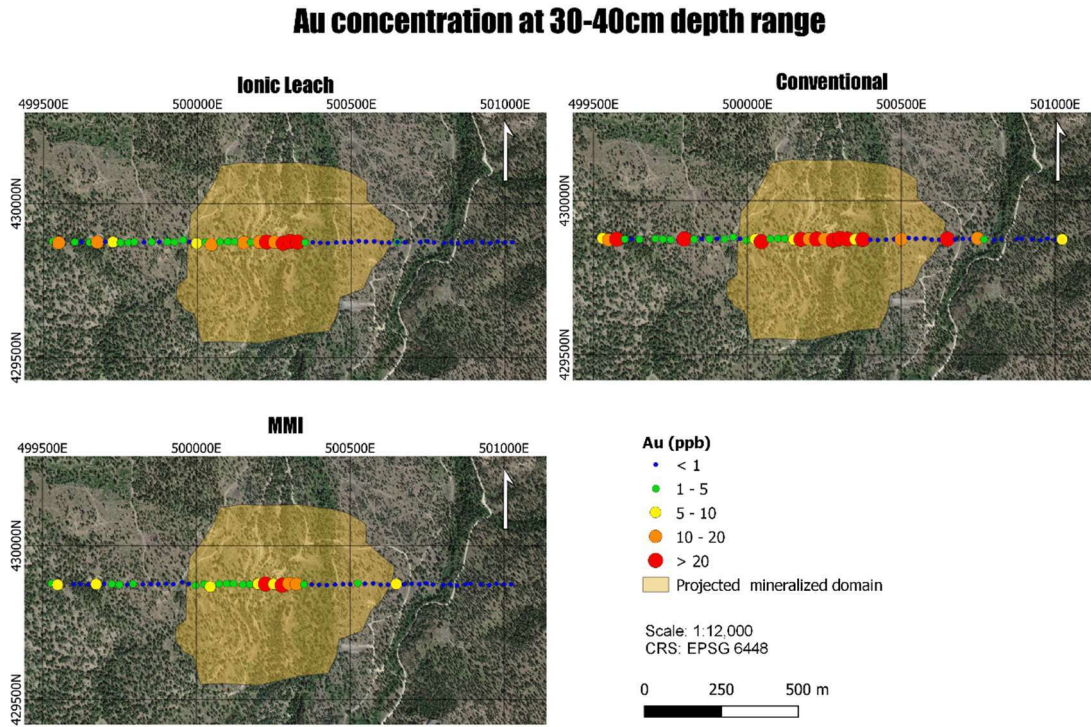 Au concentration at 30-40cm depth range
Ionic Leach
499500E 500000E 500500E 501000E
430000N
429500N
Conventional
499500E 500000E 500500E 501000E
430000N
429500N
MMI
499500E 500000E 500500E 501000E
430000N
429500N
Au (ppb)
< 1
1 - 5
5 - 10
10 - 20
> 20
Projected mineralized domain
Scale: 1:12,000
CRS: EPSG 6448
0 250 500 m